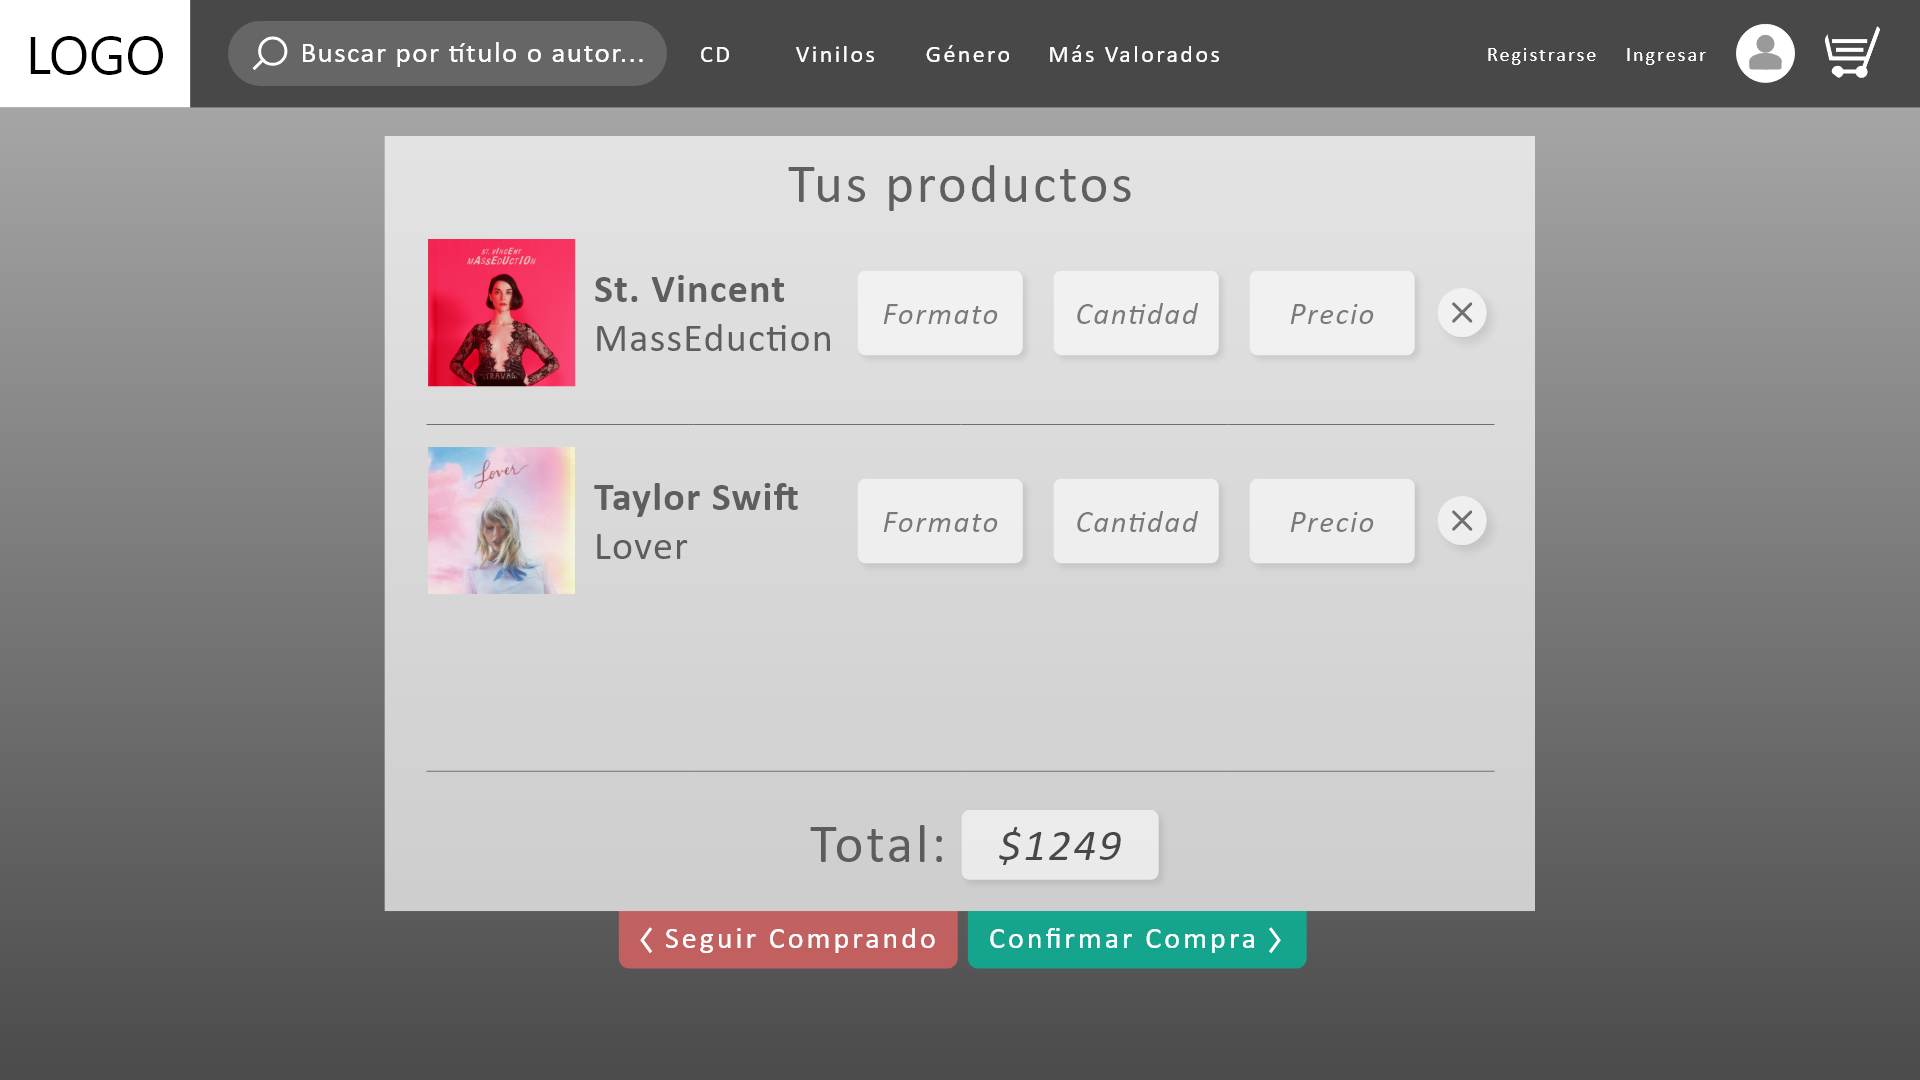 LOGO
Buscar por título o autor...
CD
Vinilos
Género
Más Valorados
Registrarse
Ingresar
Tus productos
ST. VINCENT
MASSEDUCTION
St. Vincent
MassEduction
Formato
Cantidad
Precio
Lover
Taylor Swift
Lover
Formato
Cantidad
Precio
Total:
$1249
Seguir Comprando
Confirmar Compra